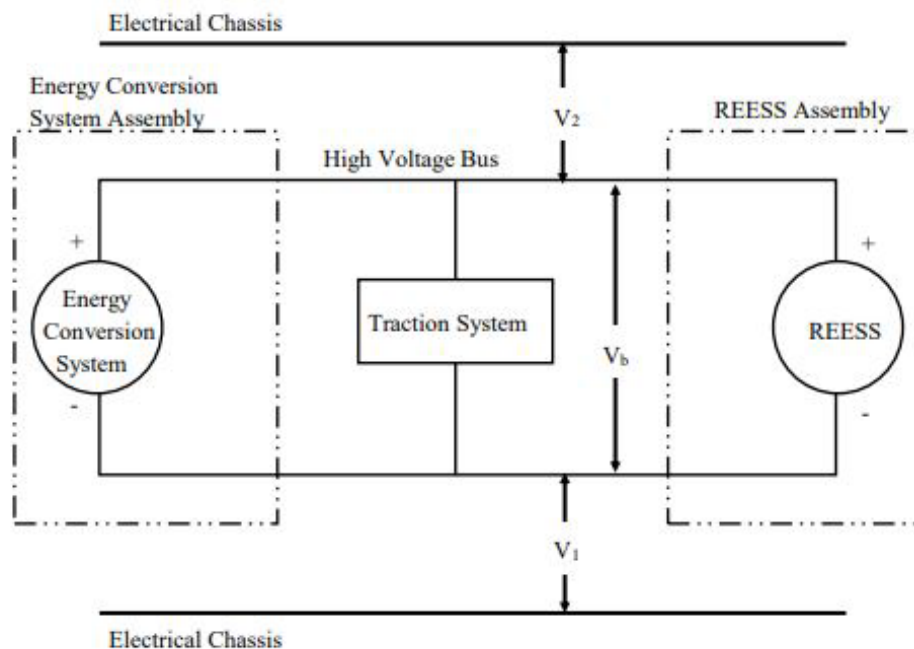 Electrical Chassis
Energy Conversion
System Assembly
V₂
REESS Assembly
High Voltage Bus
+
+
Energy
Conversion
System
Traction System
V_b
REESS
-
-
V₁
Electrical Chassis